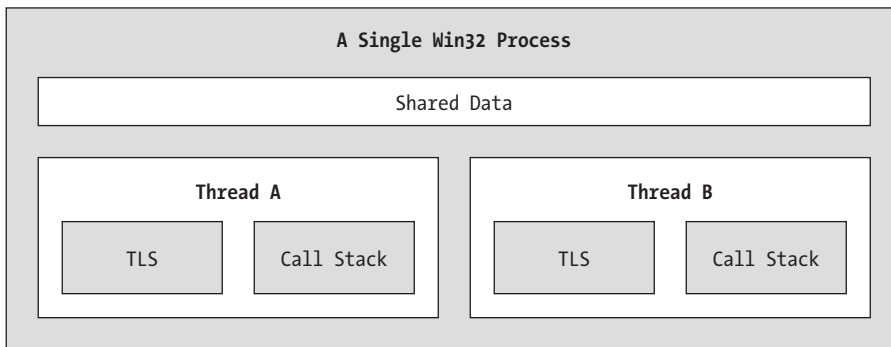 A Single Win32 Process
Shared Data
Thread A
Thread B
TLS
Call Stack
TLS
Call Stack